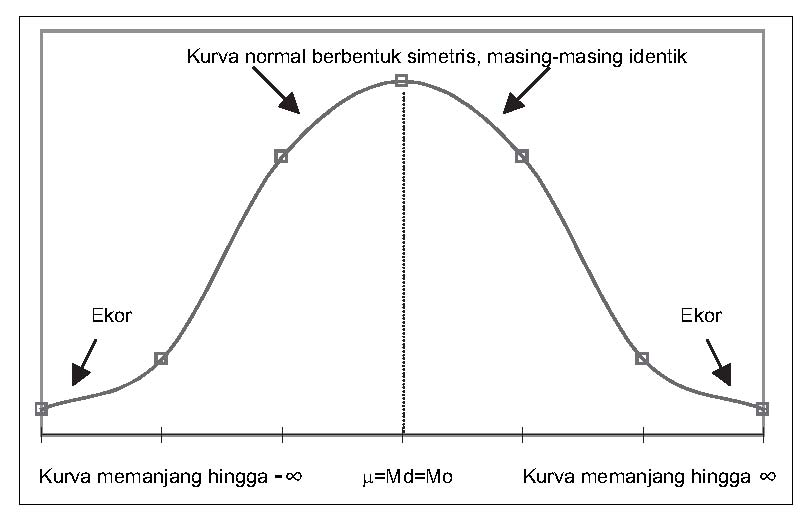 Kurva normal berbentuk simetris, masing-masing identik
Ekor
Ekor
Kurva memanjang hingga -∞
μ=Md=Mo
Kurva memanjang hingga ∞